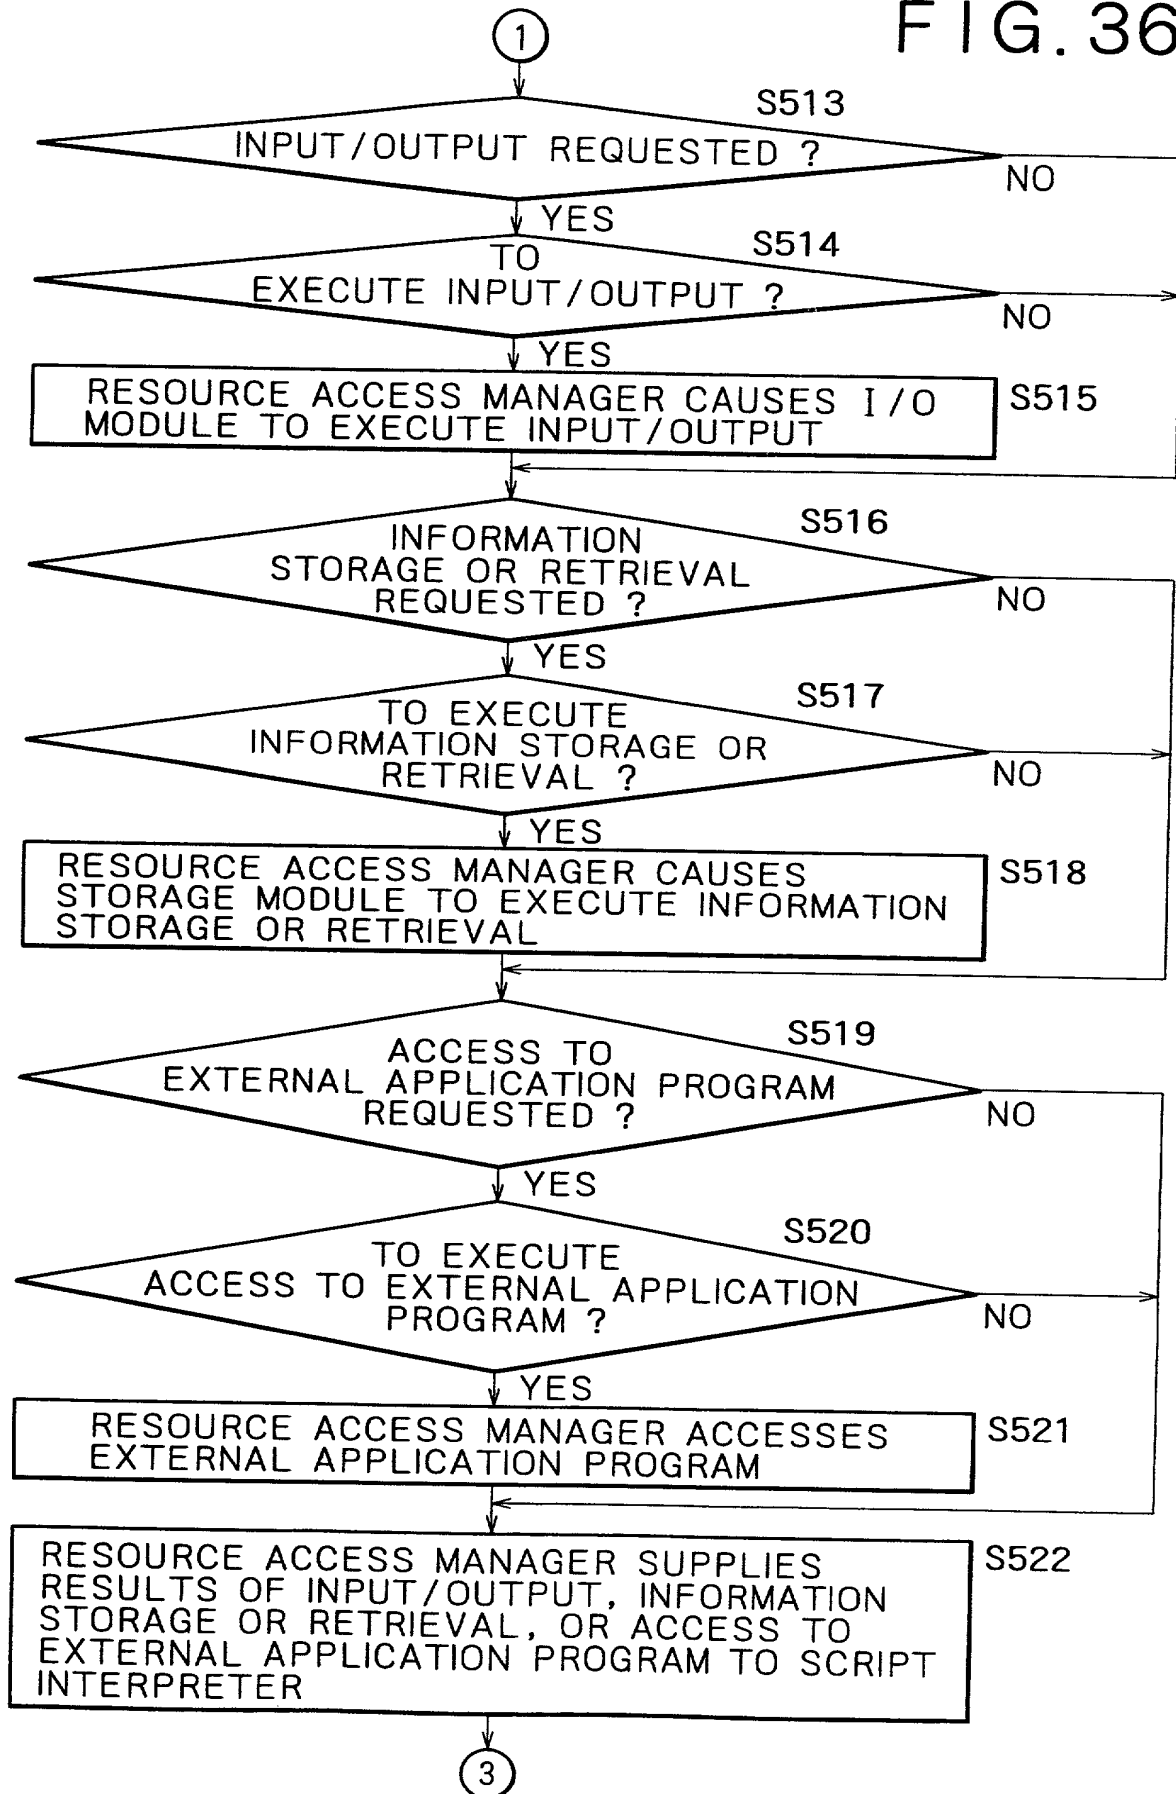 FIG. 36
1
S513
INPUT/OUTPUT REQUESTED ?
NO
YES
S514
TO
EXECUTE INPUT/OUTPUT ?
NO
YES
RESOURCE ACCESS MANAGER CAUSES I/O
MODULE TO EXECUTE INPUT/OUTPUT
S515
S516
INFORMATION
STORAGE OR RETRIEVAL
REQUESTED ?
NO
YES
S517
TO EXECUTE
INFORMATION STORAGE OR
RETRIEVAL ?
NO
YES
RESOURCE ACCESS MANAGER CAUSES
STORAGE MODULE TO EXECUTE INFORMATION
STORAGE OR RETRIEVAL
S518
S519
ACCESS TO
EXTERNAL APPLICATION PROGRAM
REQUESTED ?
NO
YES
S520
TO EXECUTE
ACCESS TO EXTERNAL APPLICATION
PROGRAM ?
NO
YES
RESOURCE ACCESS MANAGER ACCESSES
EXTERNAL APPLICATION PROGRAM
S521
RESOURCE ACCESS MANAGER SUPPLIES
RESULTS OF INPUT/OUTPUT, INFORMATION
STORAGE OR RETRIEVAL, OR ACCESS TO
EXTERNAL APPLICATION PROGRAM TO SCRIPT
INTERPRETER
S522
3